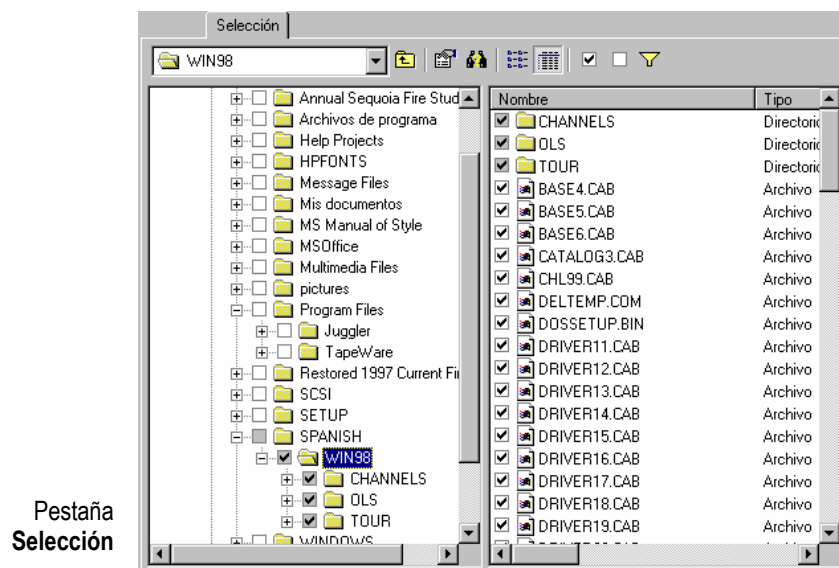 Selección
WIN98
Annual Sequoia Fire Stud
Archivos de programa
Help Projects
HPFONTS
Message Files
Mis documentos
MS Manual of Style
MSOffice
Multimedia Files
pictures
Program Files
Juggler
TapeWare
Restored 1997 Current Fi
SCSI
SETUP
SPANISH
WIN98
CHANNELS
OLS
TOUR
WINDOWS
Nombre Tipo
CHANNELS Directorio
OLS Directorio
TOUR Directorio
BASE4.CAB Archivo
BASE5.CAB Archivo
BASE6.CAB Archivo
CATALOG3.CAB Archivo
CHL99.CAB Archivo
DELTEMP.COM Archivo
DOSSETUP.BIN Archivo
DRIVER11.CAB Archivo
DRIVER12.CAB Archivo
DRIVER13.CAB Archivo
DRIVER14.CAB Archivo
DRIVER15.CAB Archivo
DRIVER16.CAB Archivo
DRIVER17.CAB Archivo
DRIVER18.CAB Archivo
DRIVER19.CAB Archivo
Pestaña
Selección